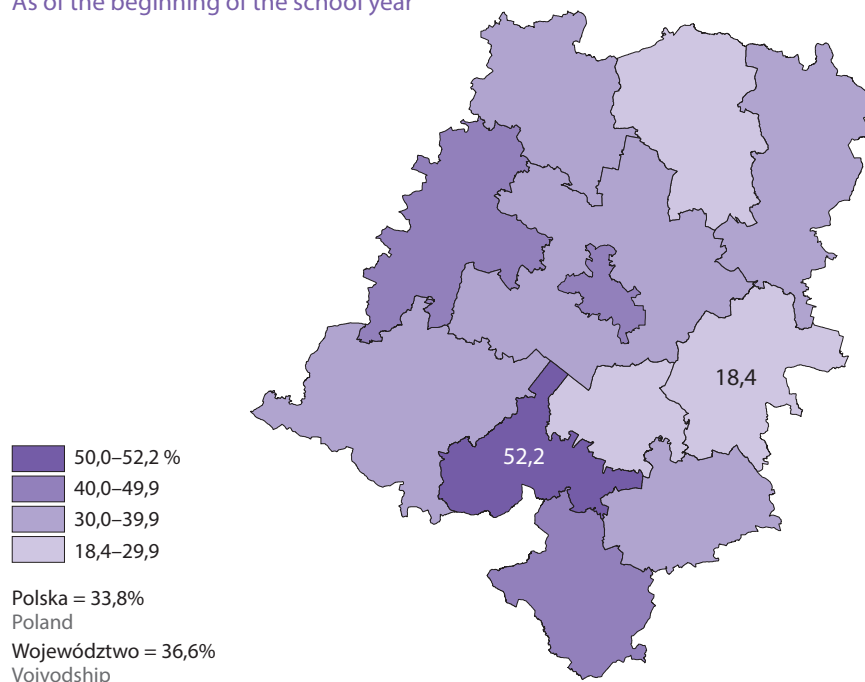 As of the beginning of the school year
18,4
52,2
50,0–52,2 %
40,0–49,9
30,0–39,9
18,4–29,9
Polska = 33,8%
Poland
Województwo = 36,6%
Voivodship